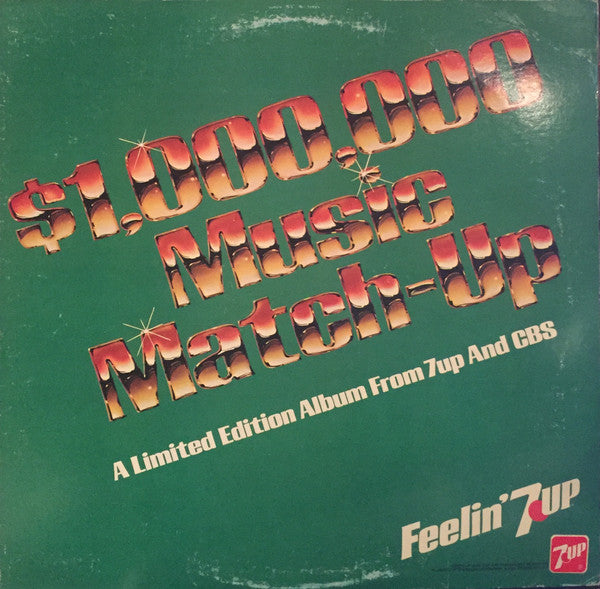 $1,000,000
Music
Match-Up
A Limited Edition Album From 7up And CBS
Feelin' 7up
7UP